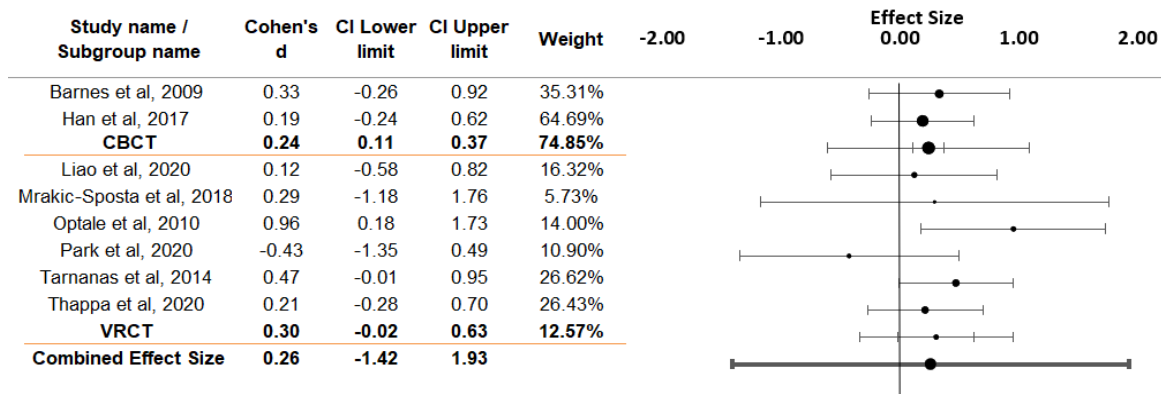 Effect Size
Study name / Subgroup name Cohen's d CI Lower limit CI Upper limit Weight -2.00 -1.00 0.00 1.00 2.00
Barnes et al, 2009 0.33 -0.26 0.92 35.31%
Han et al, 2017 0.19 -0.24 0.62 64.69%
CBCT 0.24 0.11 0.37 74.85%
Liao et al, 2020 0.12 -0.58 0.82 16.32%
Mrakic-Sposta et al, 2018 0.29 -1.18 1.76 5.73%
Optale et al, 2010 0.96 0.18 1.73 14.00%
Park et al, 2020 -0.43 -1.35 0.49 10.90%
Tarnanas et al, 2014 0.47 -0.01 0.95 26.62%
Thappa et al, 2020 0.21 -0.28 0.70 26.43%
VRCT 0.30 -0.02 0.63 12.57%
Combined Effect Size 0.26 -1.42 1.93